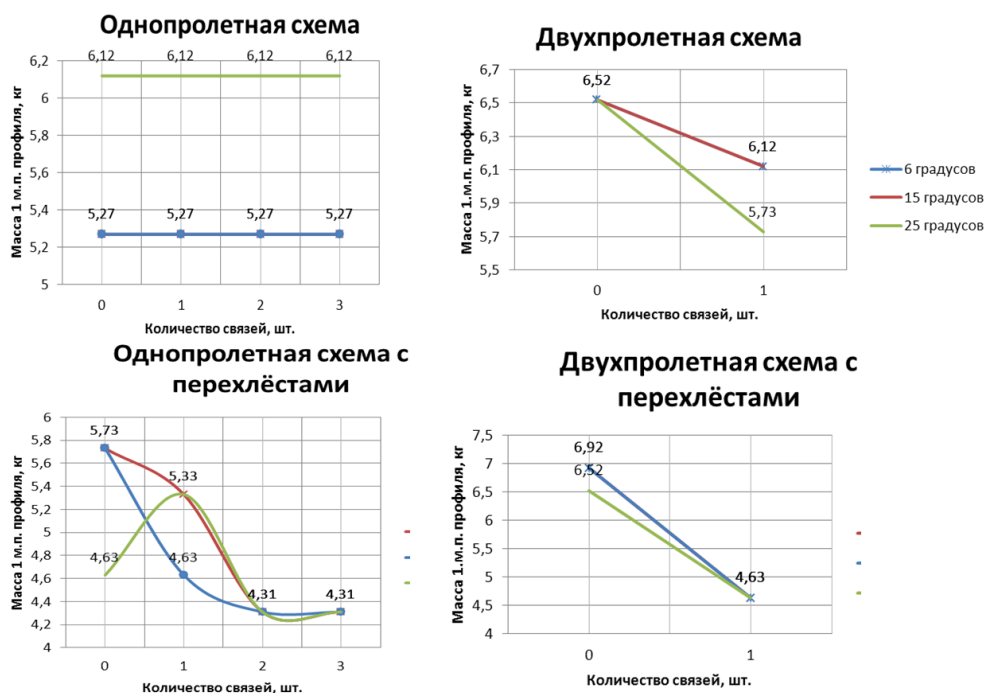 Однопролетная схема
6,12 6,12 6,12 6,12
6,2
6
5,8
5,6
5,4
5,2
5
5,27 5,27 5,27 5,27
0 1 2 3
Масса 1 м.п. профиля, кг
Количество связей, шт.
Двухпролетная схема
6,7
6,5
6,3
6,1
5,9
5,7
5,5
6,52
6,12
5,73
0 1
Масса 1.м.п. профиля, кг
Количество связей, шт.
6 градусов
15 градусов
25 градусов
Однопролетная схема с
перехлёстами
6
5,8
5,6
5,4
5,2
5
4,8
4,6
4,4
4,2
4
5,73
5,33
4,63 4,63
4,31 4,31
0 1 2 3
Масса 1 м.п. профиля, кг
Количество связей, шт.
Двухпролетная схема с
перехлёстами
7,5
7
6,5
6
5,5
5
4,5
4
6,92
6,52
4,63
0 1
Масса 1.м.п. профиля, кг
Количество связей, шт.